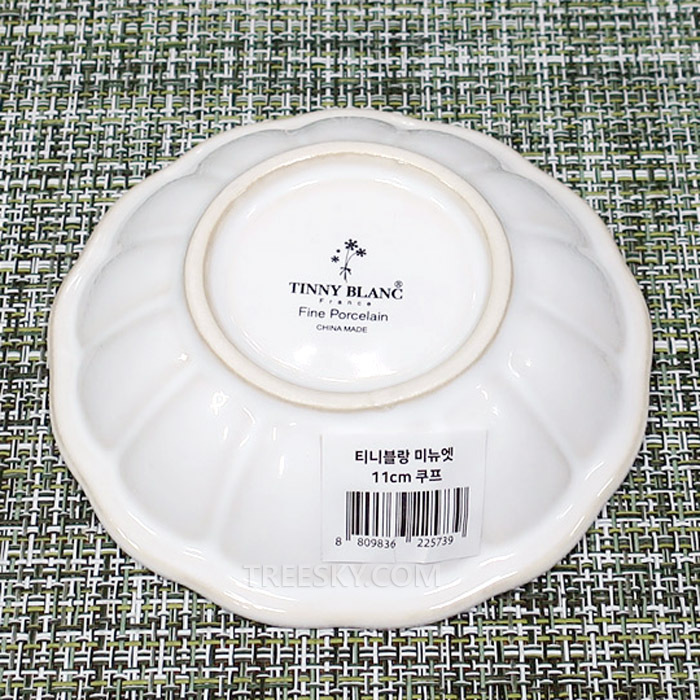 TINNY BLANC®
France
Fine Porcelain
CHINA MADE
티니블랑 미뉴엣
11cm 쿠프
8 809836 225739
TREESKY.COM